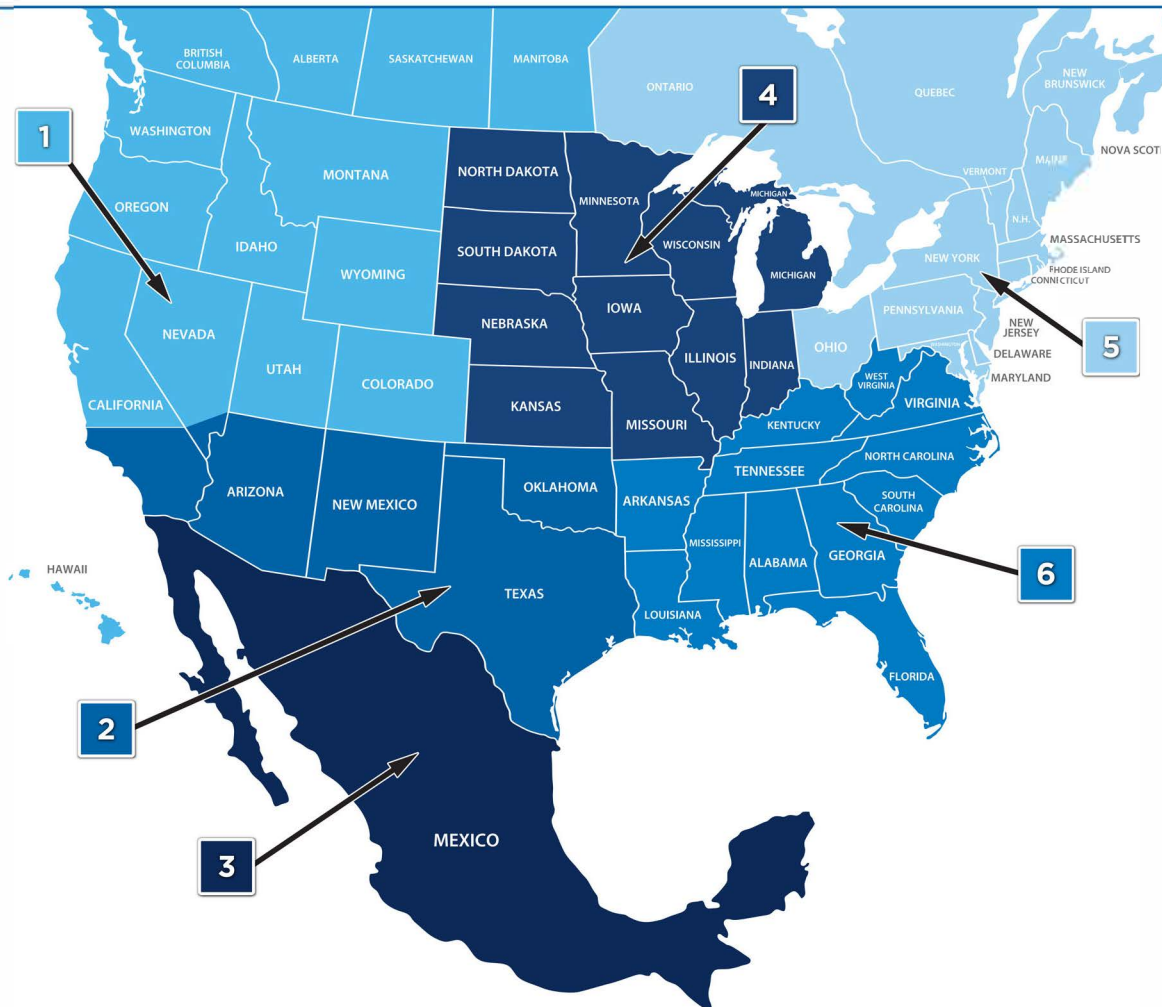 BRITISH
COLUMBIA
ALBERTA
SASKATCHEWAN
MANITOBA
ONTARIO
QUEBEC
NEW
BRUNSWICK
4
1
WASHINGTON
NOVA SCOTI
MAINE
MONTANA
NORTH DAKOTA
VERMONT
MINNESOTA
MICHIGAN
OREGON
N.H.
IDAHO
WYOMING
SOUTH DAKOTA
WISCONSIN
MICHIGAN
NEW YORK
MASSACHUSETTS
RHODE ISLAND
CONNECTICUT
NEVADA
NEBRASKA
IOWA
PENNSYLVANIA
NEW
JERSEY
5
UTAH
COLORADO
ILLINOIS
INDIANA
OHIO
DELAWARE
MARYLAND
WEST
VIRGINIA
CALIFORNIA
KANSAS
MISSOURI
KENTUCKY
VIRGINIA
ARIZONA
NEW MEXICO
OKLAHOMA
ARKANSAS
TENNESSEE
NORTH CAROLINA
SOUTH
CAROLINA
MISSISSIPPI
ALABAMA
GEORGIA
6
HAWAII
TEXAS
LOUISIANA
FLORIDA
2
MEXICO
3